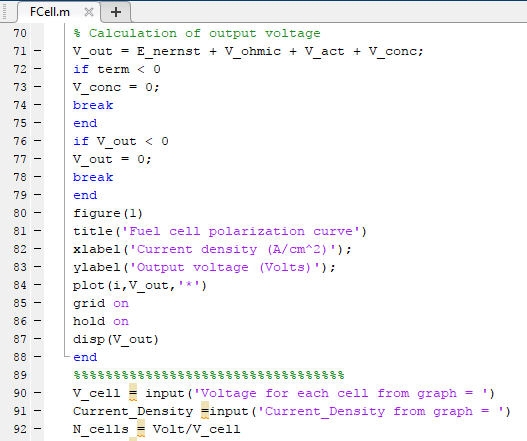 FCell.m × +
70 % Calculation of output voltage
71 - V_out = E_nernst + V_ohmic + V_act + V_conc;
72 - if term < 0
73 - V_conc = 0;
74 - break
75 - end
76 - if V_out < 0
77 - V_out = 0;
78 - break
79 - end
80 - figure(1)
81 - title('Fuel cell polarization curve')
82 - xlabel('Current density (A/cm^2)');
83 - ylabel('Output voltage (Volts)');
84 - plot(i,V_out,'*')
85 - grid on
86 - hold on
87 - disp(V_out)
88 - end
89 %%%%%%%%%%%%%%%%%%%%%%%%%%%%%%%%%%
90 - V_cell = input('Voltage for each cell from graph = ')
91 - Current_Density =input('Current_Density from graph = ')
92 - N_cells = Volt/V_cell